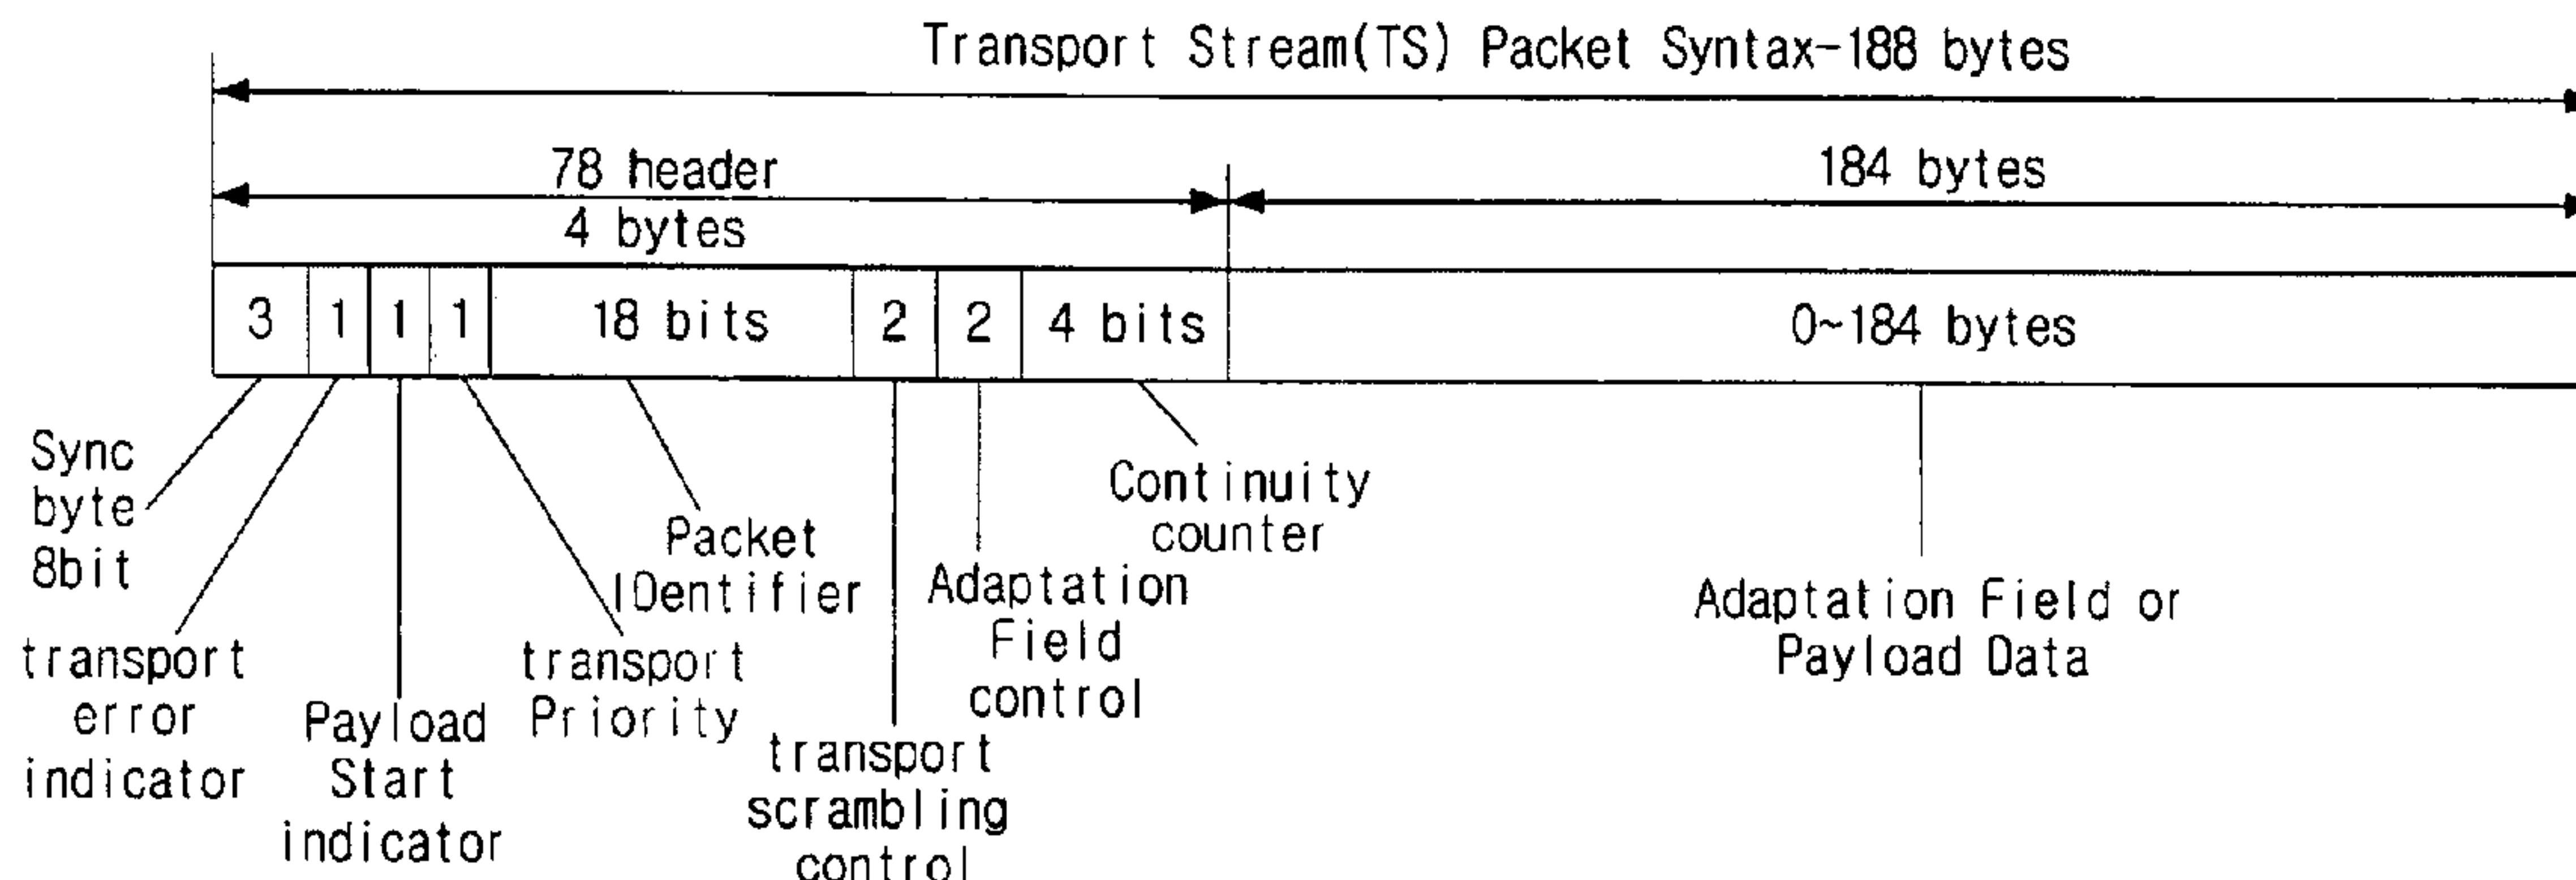 Transport Stream(TS) Packet Syntax-188 bytes
78 header
184 bytes
4 bytes
3
1
1
1
18 bits
2
2
4 bits
0~184 bytes
Sync
byte
8bit
transport
error
indicator
Payload
Start
indicator
transport
Priority
Packet
IDentifier
transport
scrambling
control
Adaptation
Field
control
Continuity
counter
Adaptation Field or
Payload Data